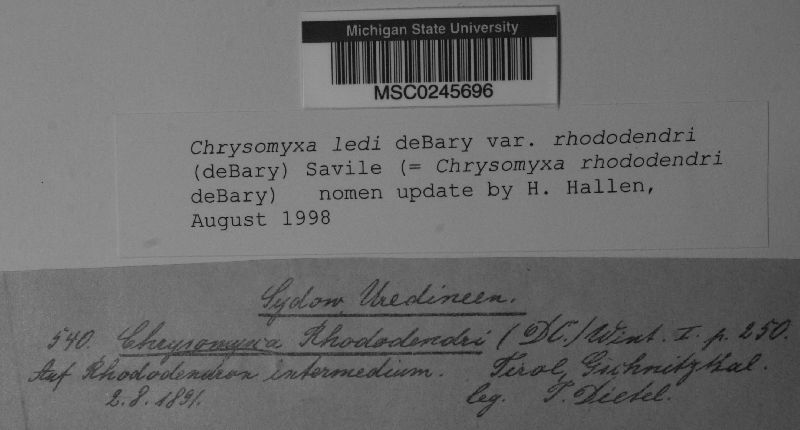 Michigan State University
MSC0245696
Chrysomyxa ledi deBary var. rhododendri
(deBary) Savile (= Chrysomyxa rhododendri
deBary) nomen update by H. Hallen,
August 1998
Sydow, Uredineen.
540. Chrysomyxa Rhododendri (DC.) Wint. I. p. 250.
Auf Rhododendron intermedium. Tirol, Gschnitzthal.
2. 8. 1891. leg. P. Dietel.